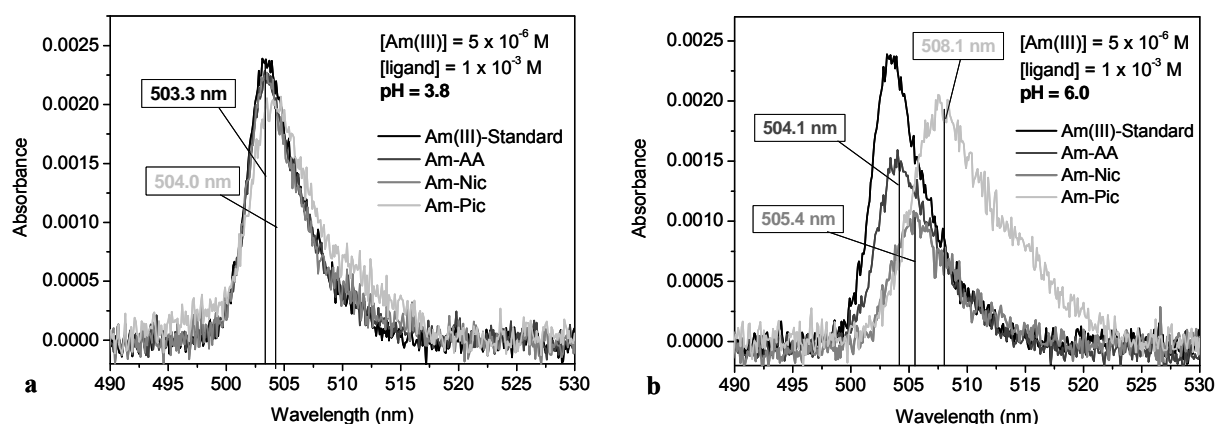 0.0025
0.0020
0.0015
0.0010
0.0005
0.0000
Absorbance
[Am(III)] = 5 x 10⁻⁶ M
[ligand] = 1 x 10⁻³ M
pH = 3.8
503.3 nm
504.0 nm
Am(III)-Standard
Am-AA
Am-Nic
Am-Pic
490 495 500 505 510 515 520 525 530
Wavelength (nm)
a
0.0025
0.0020
0.0015
0.0010
0.0005
0.0000
Absorbance
508.1 nm
[Am(III)] = 5 x 10⁻⁶ M
[ligand] = 1 x 10⁻³ M
pH = 6.0
504.1 nm
505.4 nm
Am(III)-Standard
Am-AA
Am-Nic
Am-Pic
490 495 500 505 510 515 520 525 530
Wavelength (nm)
b